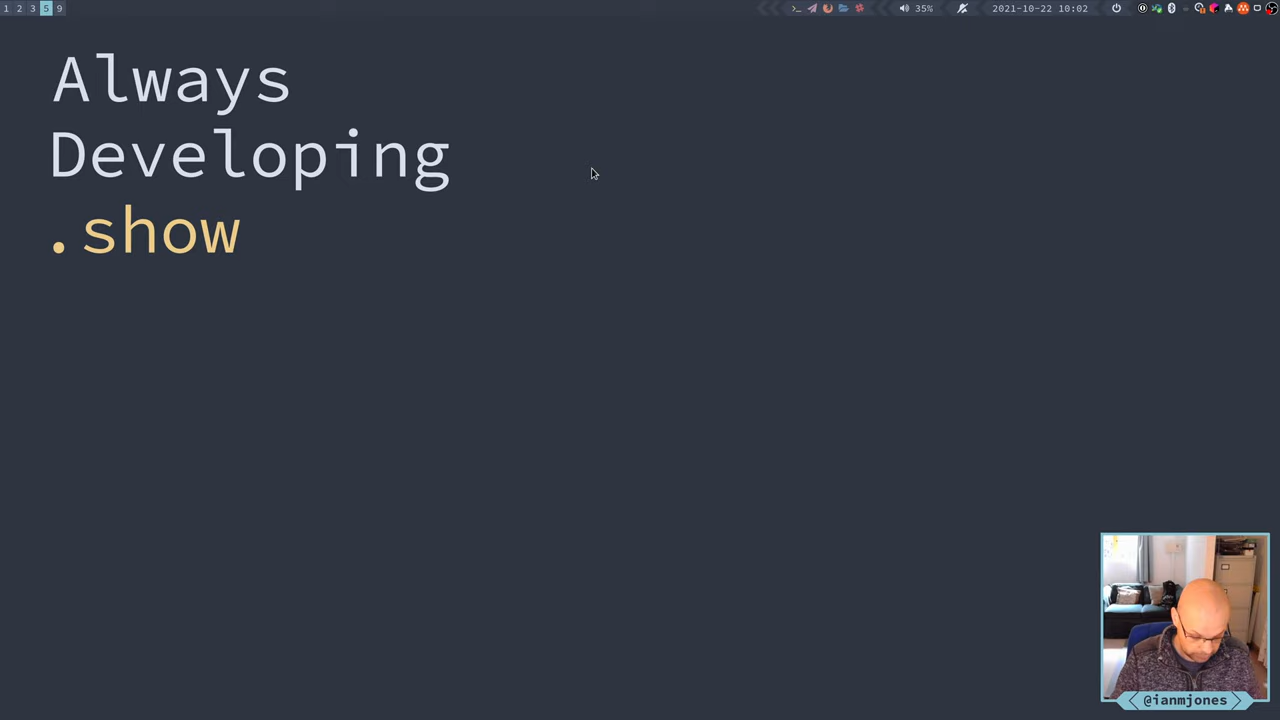 1 2 3 5 9
35%
2021-10-22 10:02
Always
Developing
.show
@ianmjones